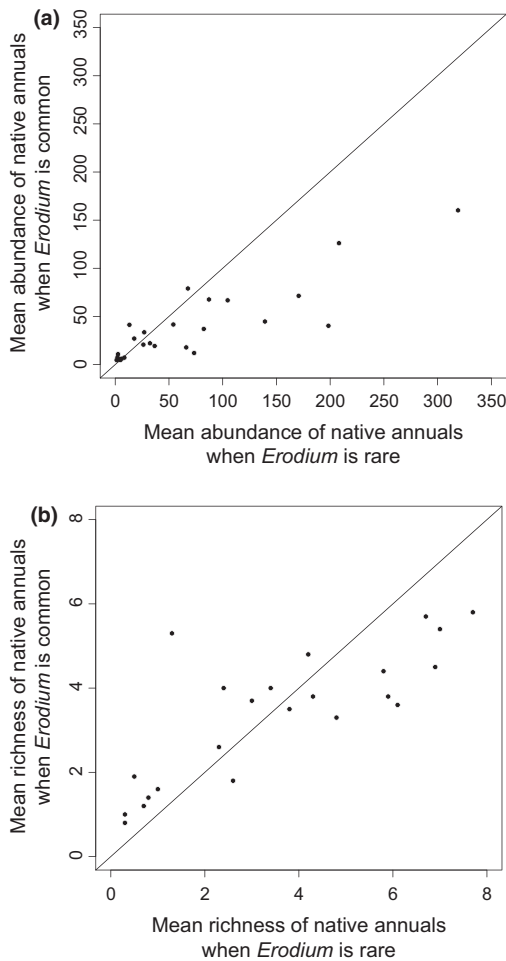 (a)
Mean abundance of native annuals
when Erodium is common
350
300
250
200
150
100
50
0
0 50 100 150 200 250 300 350
Mean abundance of native annuals
when Erodium is rare
(b)
Mean richness of native annuals
when Erodium is common
8
6
4
2
0
0 2 4 6 8
Mean richness of native annuals
when Erodium is rare